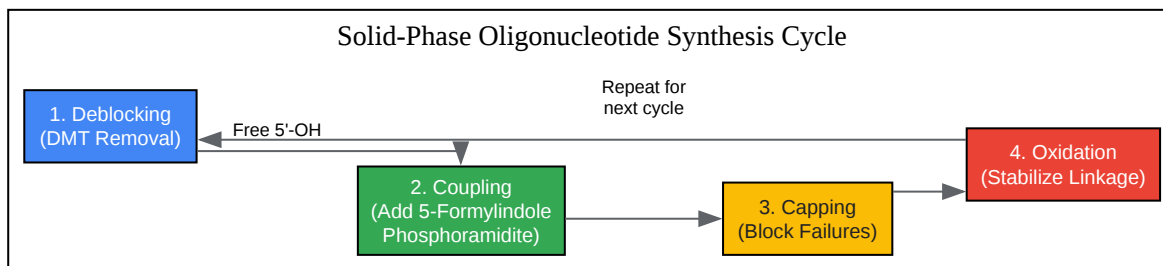 Solid-Phase Oligonucleotide Synthesis Cycle
1. Deblocking
(DMT Removal)
Free 5'-OH
Repeat for
next cycle
2. Coupling
(Add 5-Formylindole
Phosphoramidite)
3. Capping
(Block Failures)
4. Oxidation
(Stabilize Linkage)